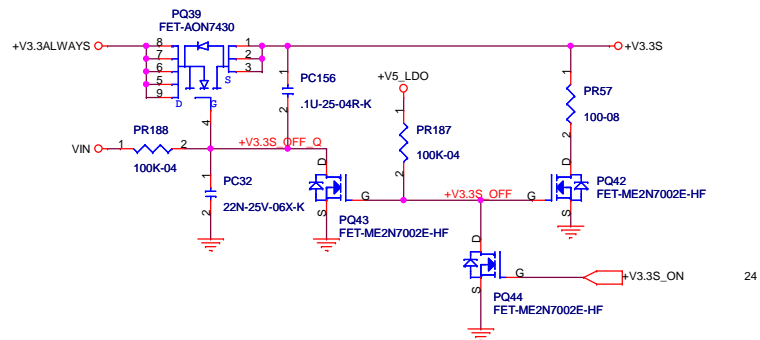 PQ39
FET-AON7430
+V3.3ALWAYS
8
7
6
5
9
D
G
S
1
2
3
4
+V3.3S
PC156
.1U-25-04R-K
1
2
+V5_LDO
1
2
PR187
100K-04
1
2
PR57
100-08
VIN
1
2
PR188
100K-04
+V3.3S_OFF_Q
1
2
PC32
22N-25V-06X-K
D
G
S
PQ43
FET-ME2N7002E-HF
+V3.3S_OFF
D
G
S
PQ42
FET-ME2N7002E-HF
D
G
S
PQ44
FET-ME2N7002E-HF
+V3.3S_ON
24